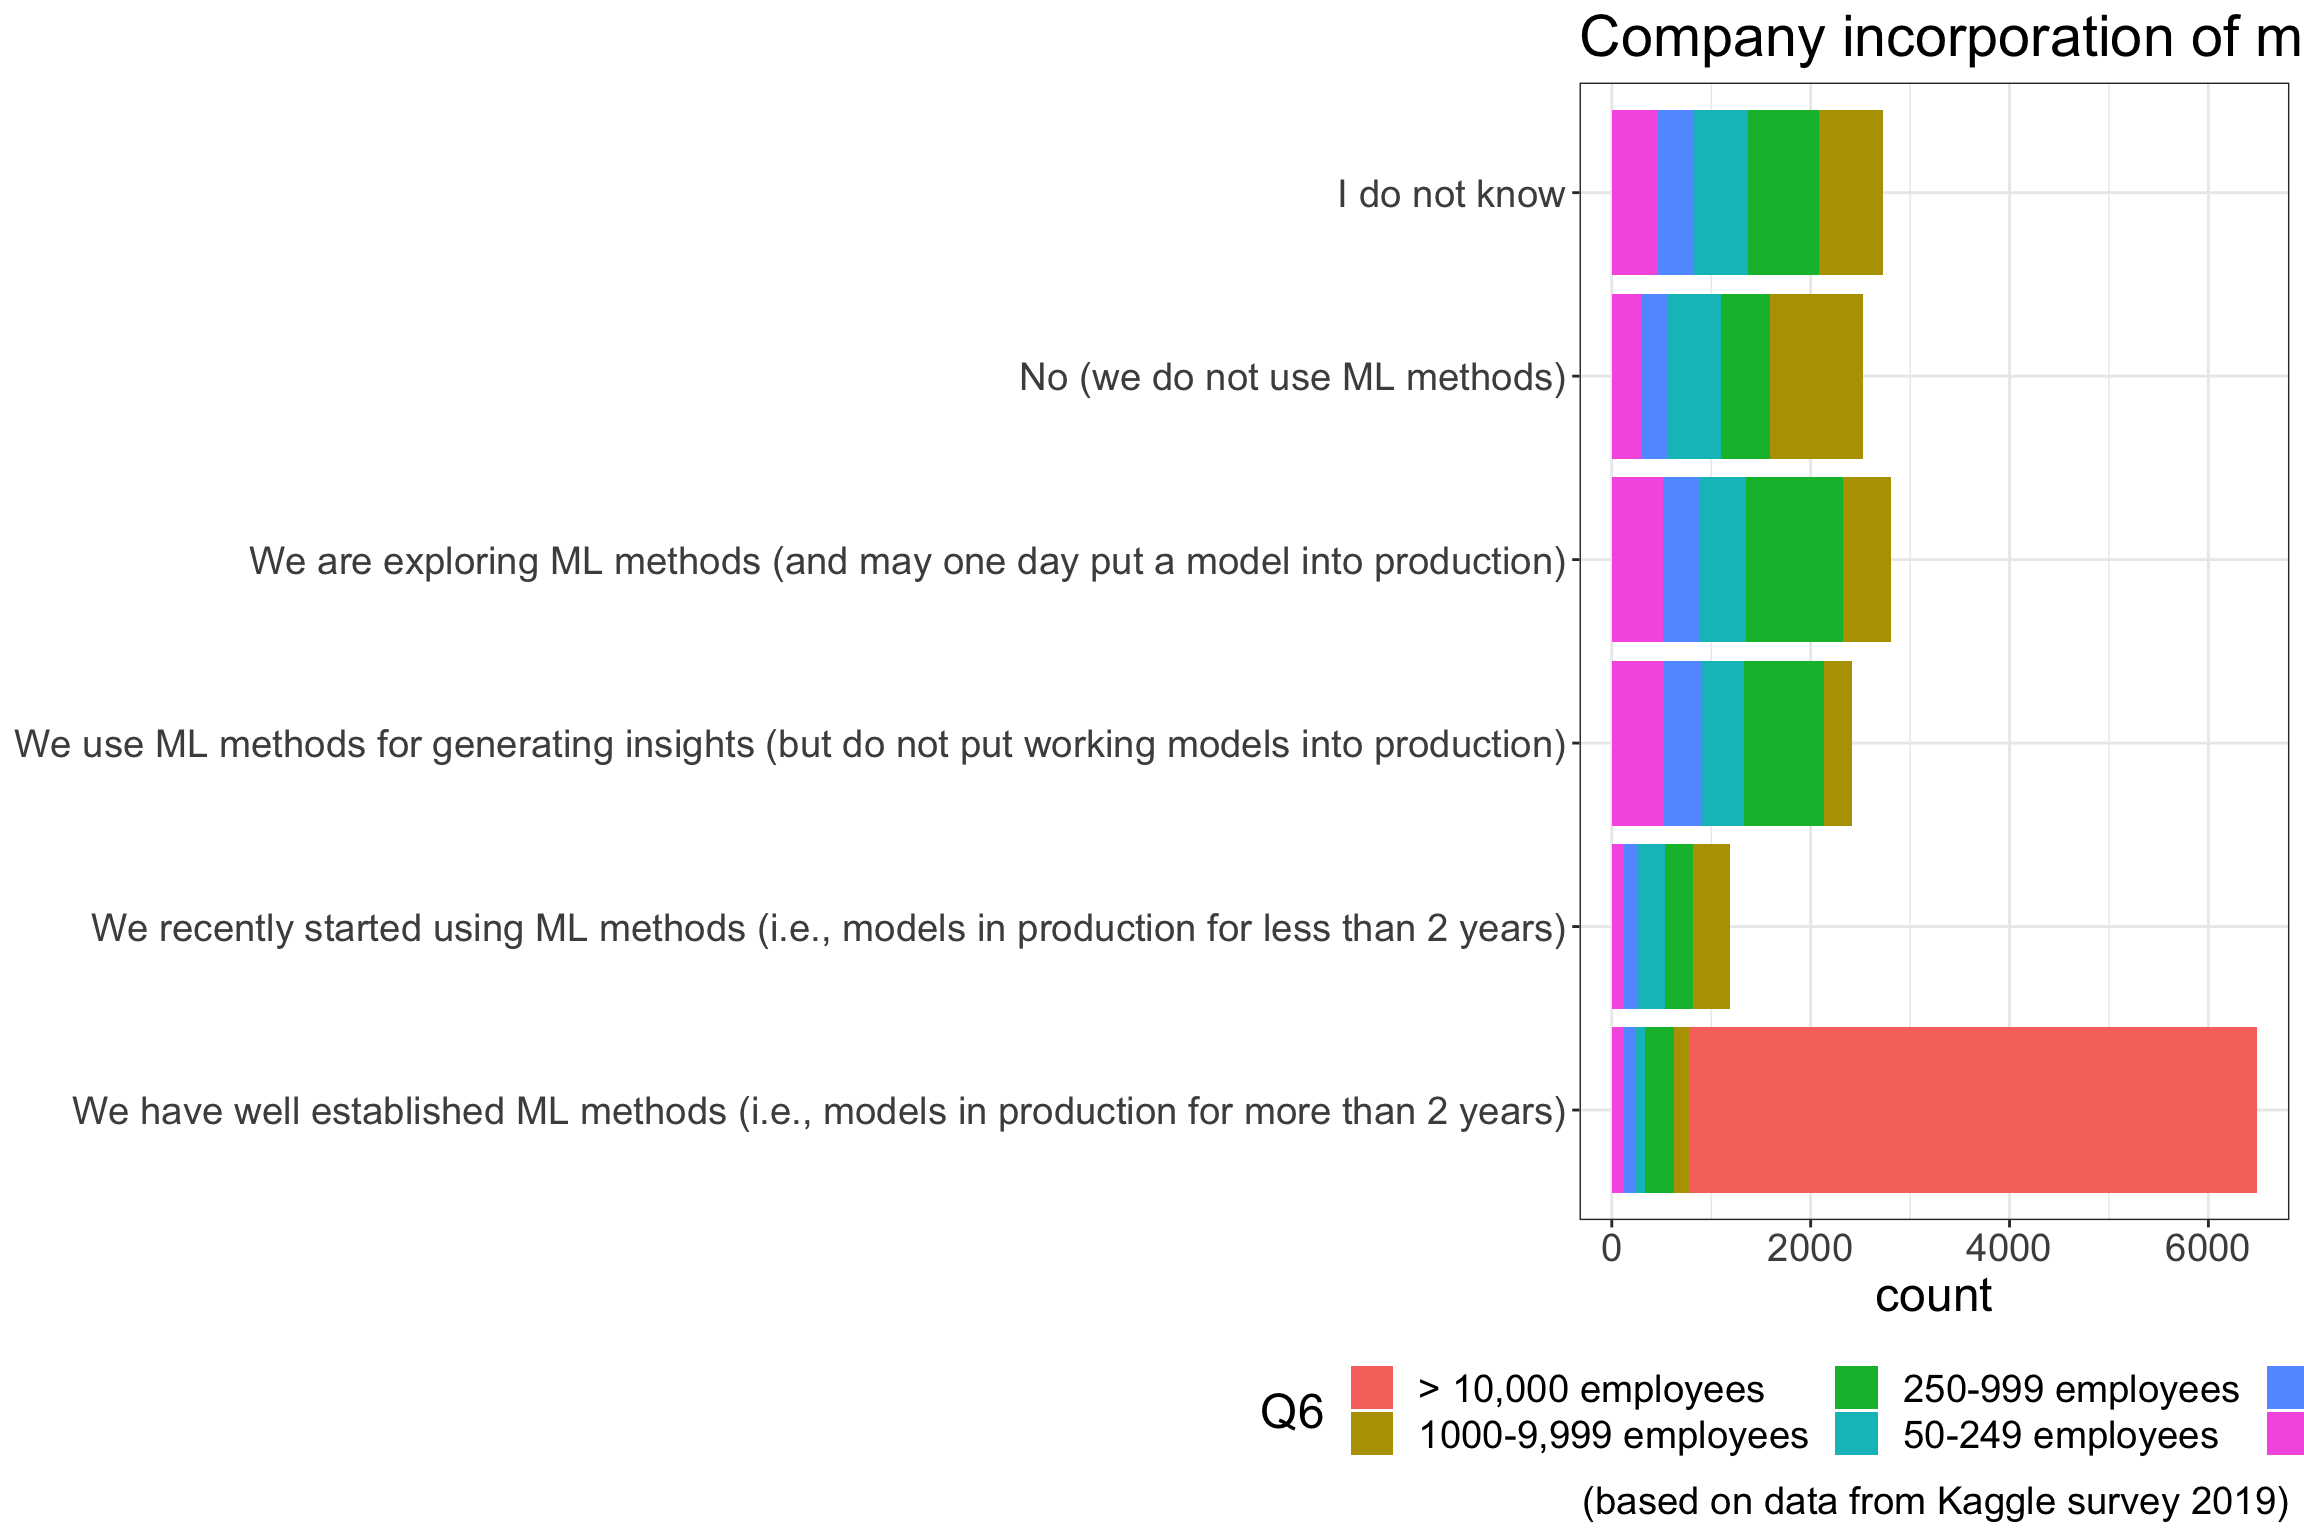 Company incorporation of m
I do not know
No (we do not use ML methods)
We are exploring ML methods (and may one day put a model into production)
We use ML methods for generating insights (but do not put working models into production)
We recently started using ML methods (i.e., models in production for less than 2 years)
We have well established ML methods (i.e., models in production for more than 2 years)
0 2000 4000 6000
count
Q6
> 10,000 employees 250-999 employees
1000-9,999 employees 50-249 employees
(based on data from Kaggle survey 2019)